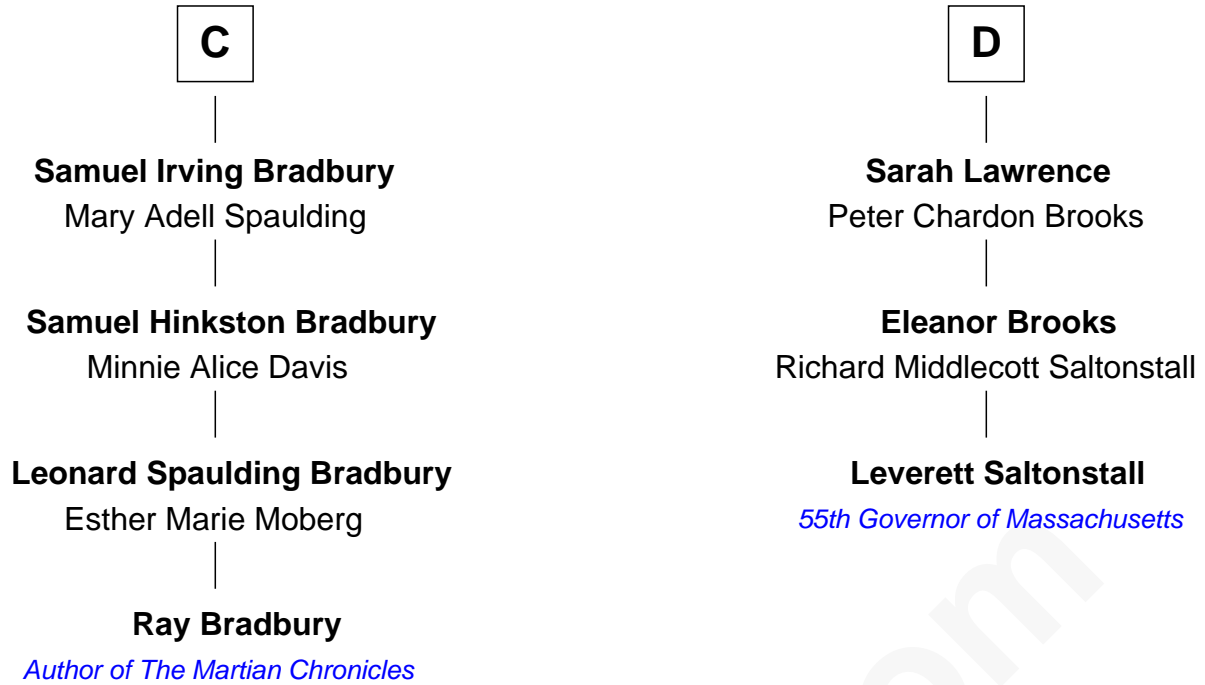 C
Samuel Irving Bradbury
Mary Adell Spaulding
Samuel Hinkston Bradbury
Minnie Alice Davis
Leonard Spaulding Bradbury
Esther Marie Moberg
Ray Bradbury
Author of The Martian Chronicles
D
Sarah Lawrence
Peter Chardon Brooks
Eleanor Brooks
Richard Middlecott Saltonstall
Leverett Saltonstall
55th Governor of Massachusetts
om